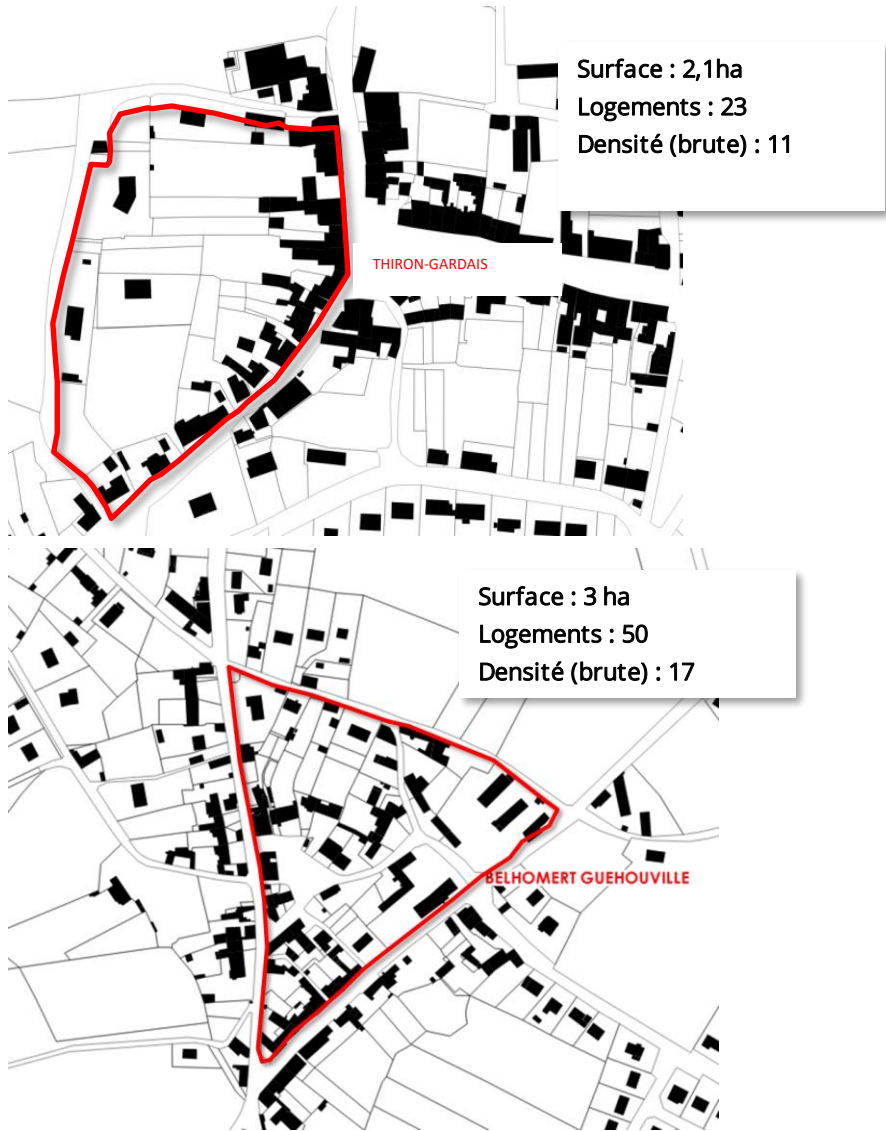 Surface : 2,1ha
Logements : 23
Densité (brute) : 11
THIRON-GARDAIS
Surface : 3 ha
Logements : 50
Densité (brute) : 17
BELHOMERT GUEHOUVILLE